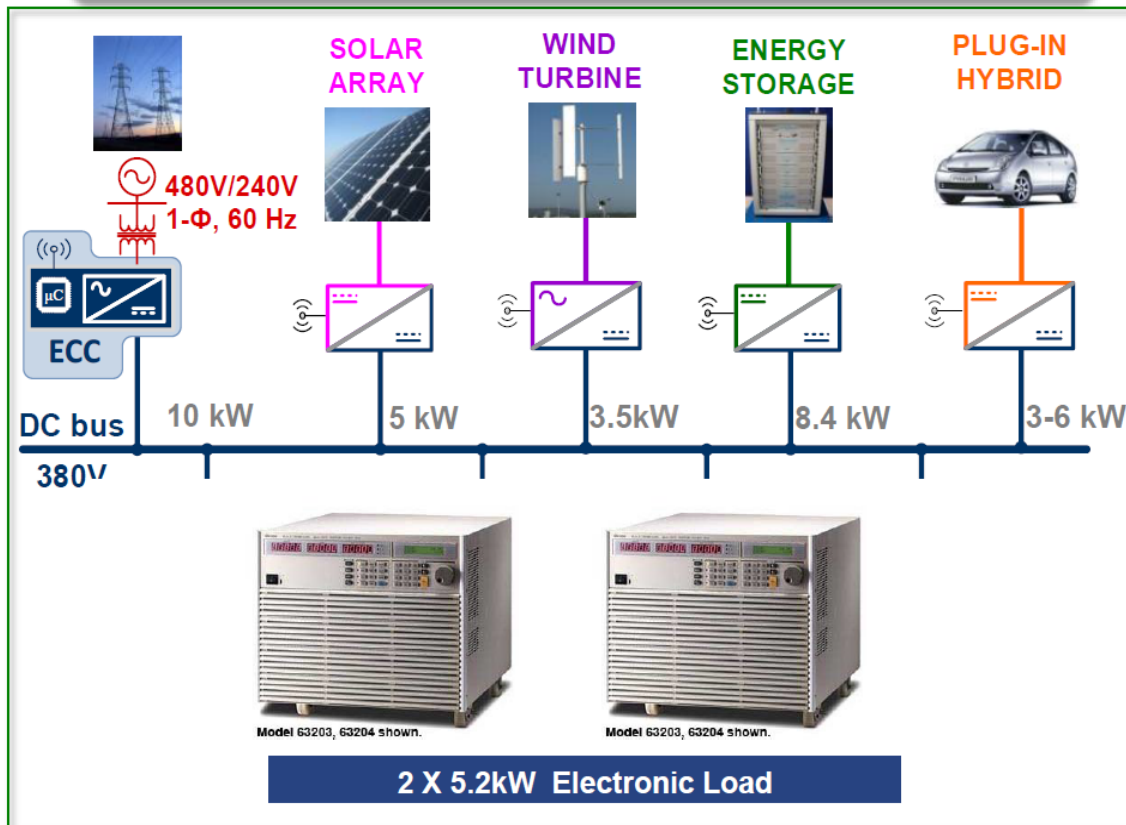 SOLAR
ARRAY
WIND
TURBINE
ENERGY
STORAGE
PLUG-IN
HYBRID
480V/240V
1-Φ, 60 Hz
μC
ECC
DC bus
10 kW
5 kW
3.5kW
8.4 kW
3-6 kW
380V
Model 63203, 63204 shown.
Model 63203, 63204 shown.
2 X 5.2kW Electronic Load